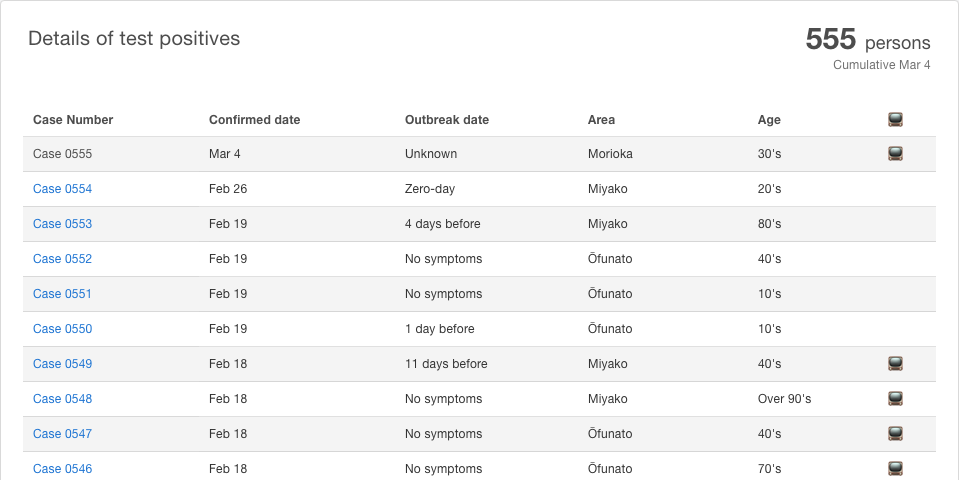 Details of test positives
555 persons
Cumulative Mar 4
Case Number Confirmed date Outbreak date Area Age
Case 0555 Mar 4 Unknown Morioka 30's
Case 0554 Feb 26 Zero-day Miyako 20's
Case 0553 Feb 19 4 days before Miyako 80's
Case 0552 Feb 19 No symptoms Ōfunato 40's
Case 0551 Feb 19 No symptoms Ōfunato 10's
Case 0550 Feb 19 1 day before Ōfunato 10's
Case 0549 Feb 18 11 days before Miyako 40's
Case 0548 Feb 18 No symptoms Miyako Over 90's
Case 0547 Feb 18 No symptoms Ōfunato 40's
Case 0546 Feb 18 No symptoms Ōfunato 70's